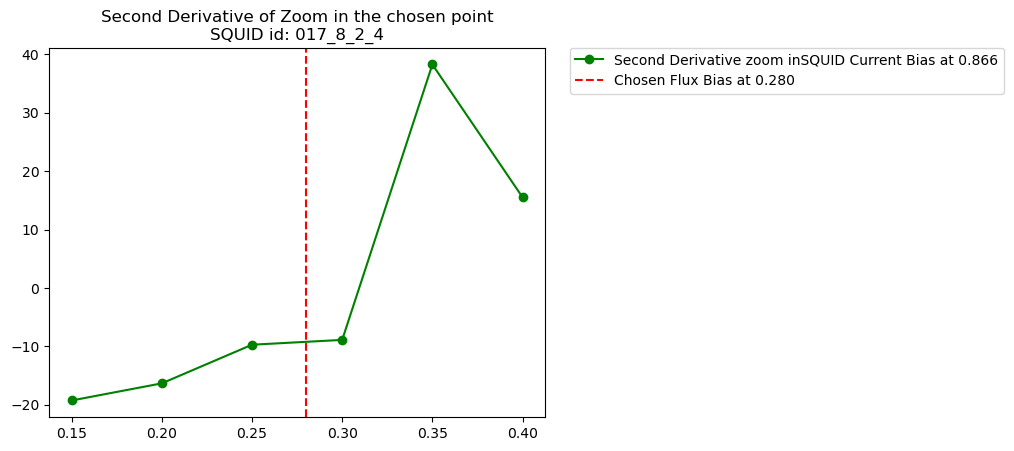 Second Derivative of Zoom in the chosen point
SQUID id: 017_8_2_4
Second Derivative zoom inSQUID Current Bias at 0.866
Chosen Flux Bias at 0.280
40
30
20
10
0
−10
−20
0.15 0.20 0.25 0.30 0.35 0.40